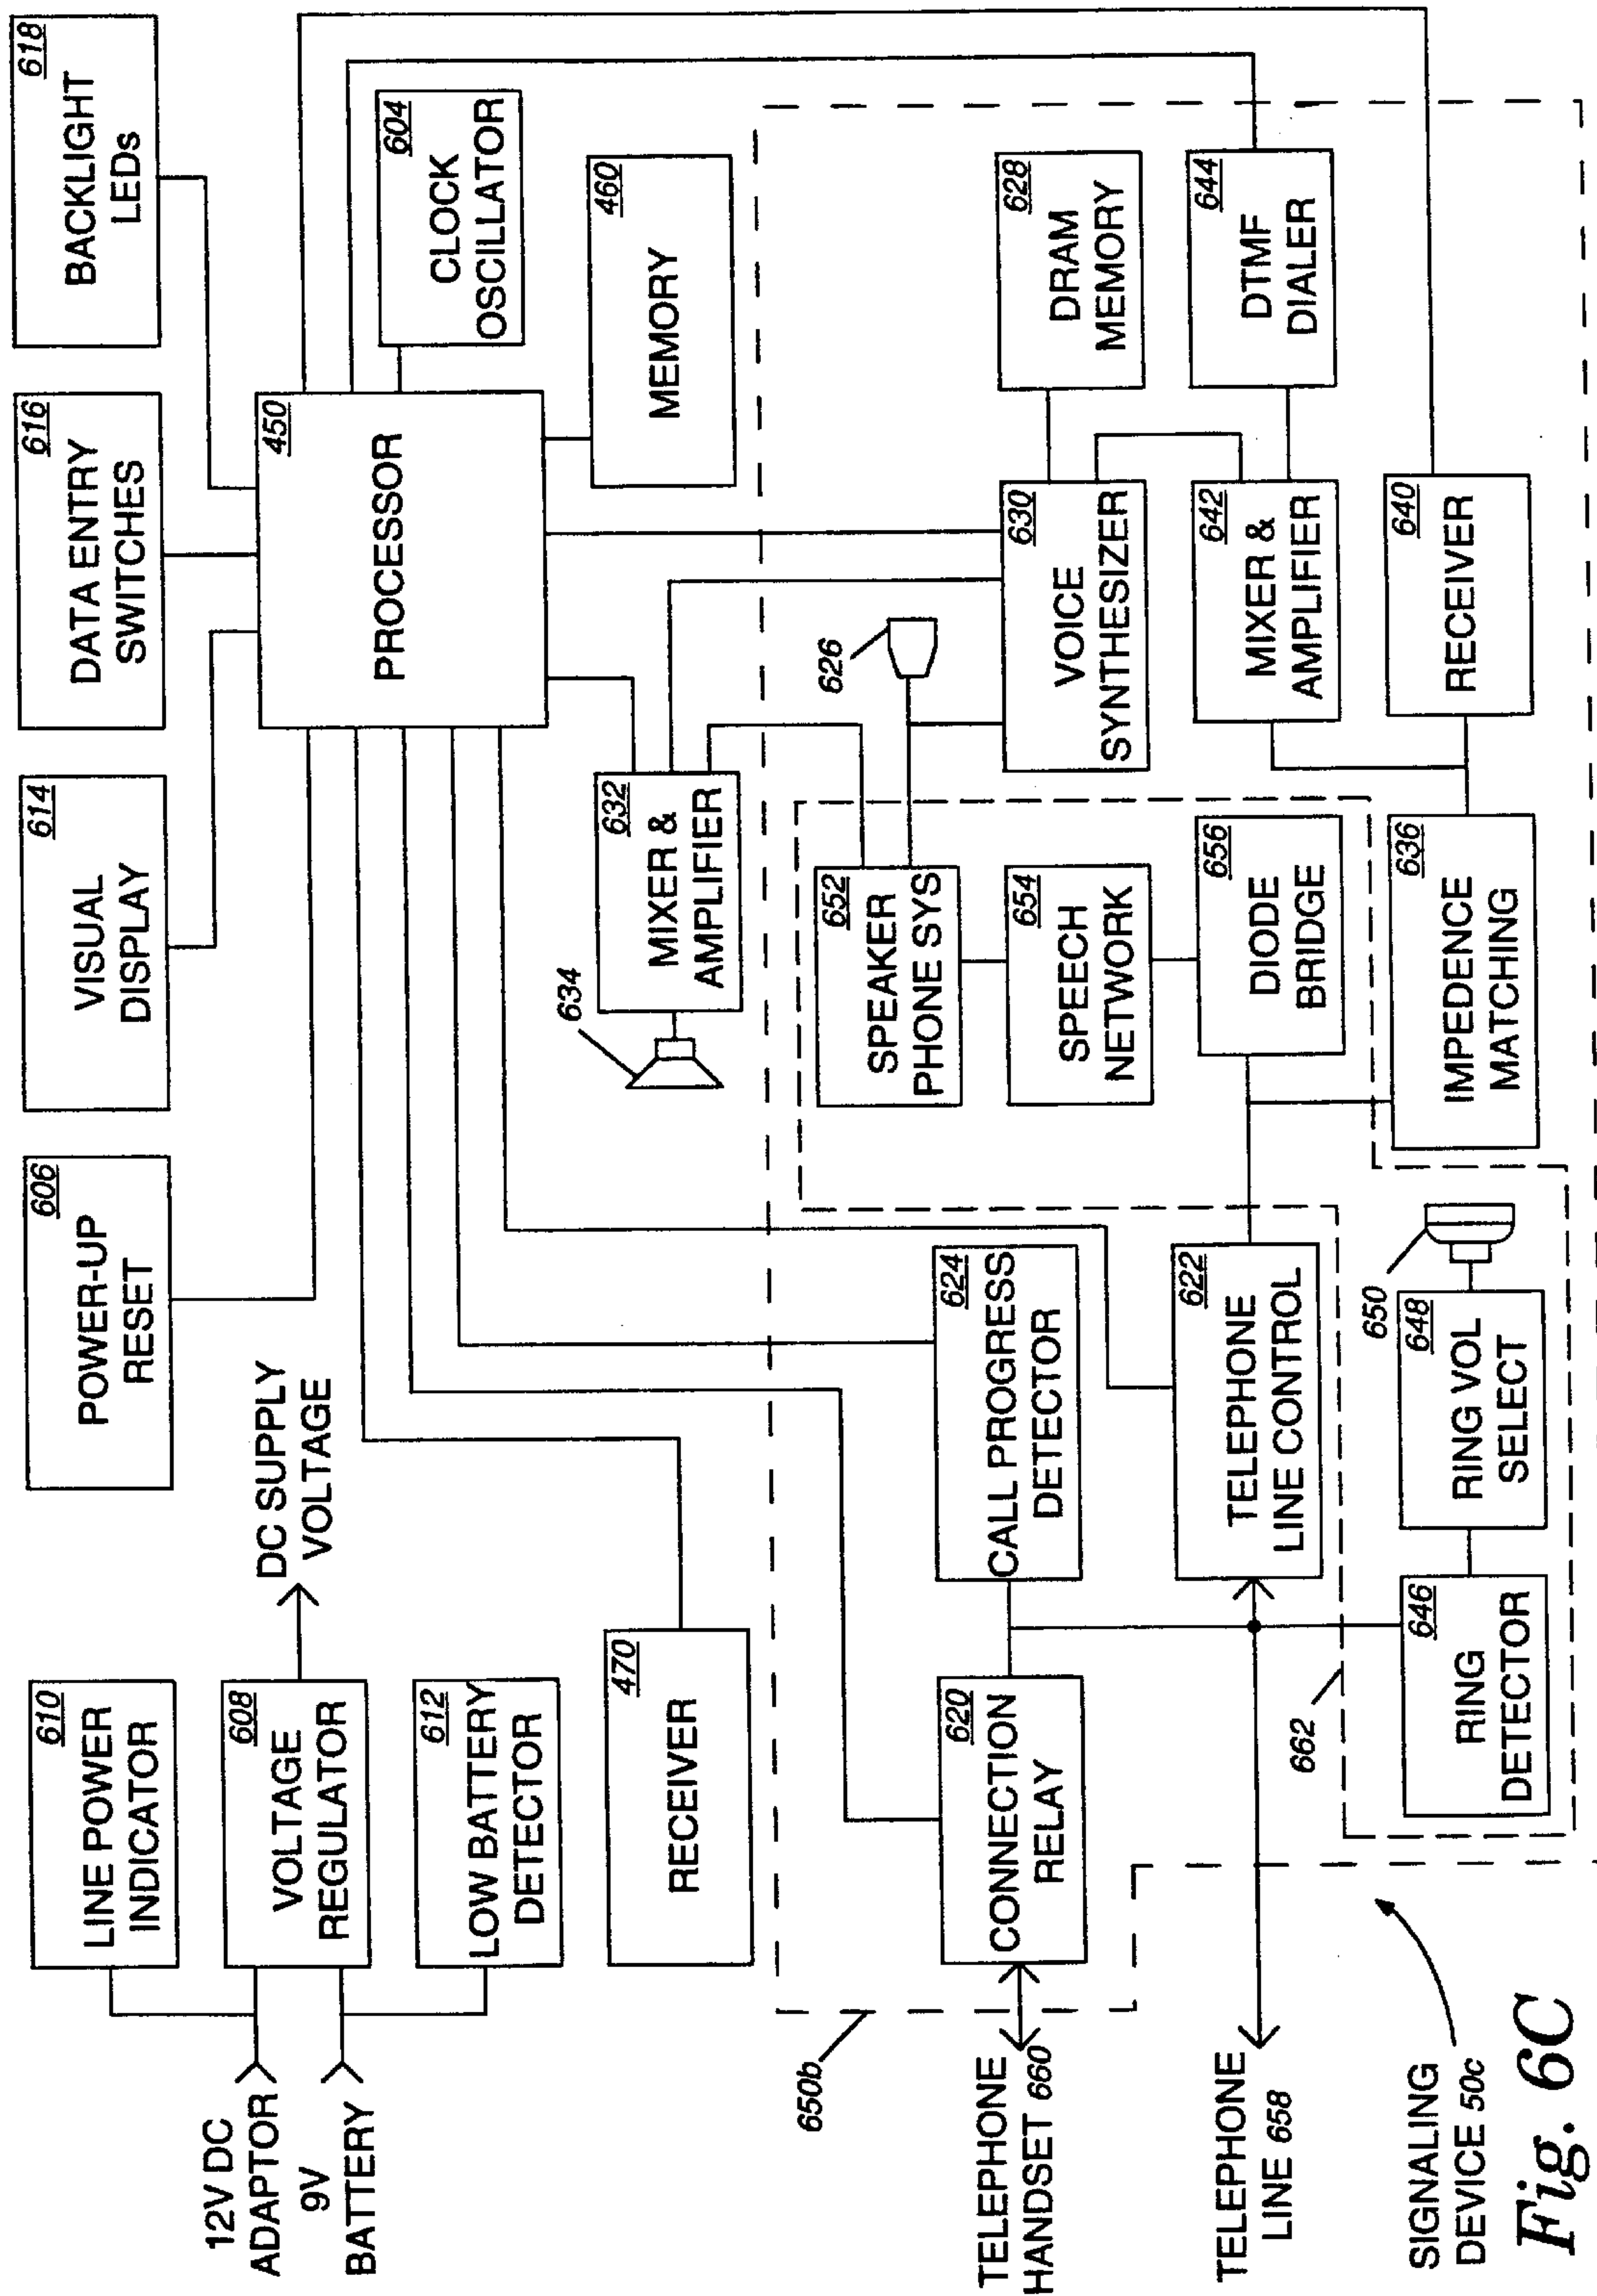 610
LINE POWER
INDICATOR
606
POWER-UP
RESET
614
VISUAL
DISPLAY
616
DATA ENTRY
SWITCHES
618
BACKLIGHT
LEDs
12V DC
ADAPTOR
9V
BATTERY
608
VOLTAGE
REGULATOR
DC SUPPLY
VOLTAGE
612
LOW BATTERY
DETECTOR
450
PROCESSOR
604
CLOCK
OSCILLATOR
470
RECEIVER
634
632
MIXER &
AMPLIFIER
460
MEMORY
650b
626
652
SPEAKER
PHONE SYS
TELEPHONE
HANDSET 660
620
CONNECTION
RELAY
624
CALL PROGRESS
DETECTOR
654
SPEECH
NETWORK
630
VOICE
SYNTHESIZER
628
DRAM
MEMORY
TELEPHONE
LINE 658
622
TELEPHONE
LINE CONTROL
656
DIODE
BRIDGE
642
MIXER &
AMPLIFIER
644
DTMF
DIALER
662
650
SIGNALING
DEVICE 50c
646
RING
DETECTOR
648
RING VOL
SELECT
636
IMPEDENCE
MATCHING
640
RECEIVER
Fig. 6C